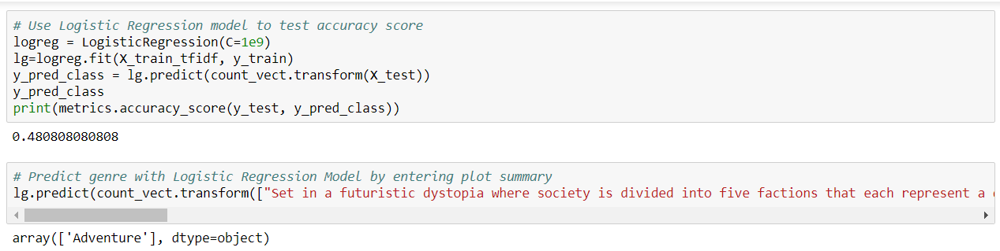 # Use Logistic Regression model to test accuracy score
logreg = LogisticRegression(C=1e9)
lg=logreg.fit(X_train_tfidf, y_train)
y_pred_class = lg.predict(count_vect.transform(X_test))
y_pred_class
print(metrics.accuracy_score(y_test, y_pred_class))
0.480808080808
# Predict genre with Logistic Regression Model by entering plot summary
lg.predict(count_vect.transform(["Set in a futuristic dystopia where society is divided into five factions that each represent a
array(['Adventure'], dtype=object)